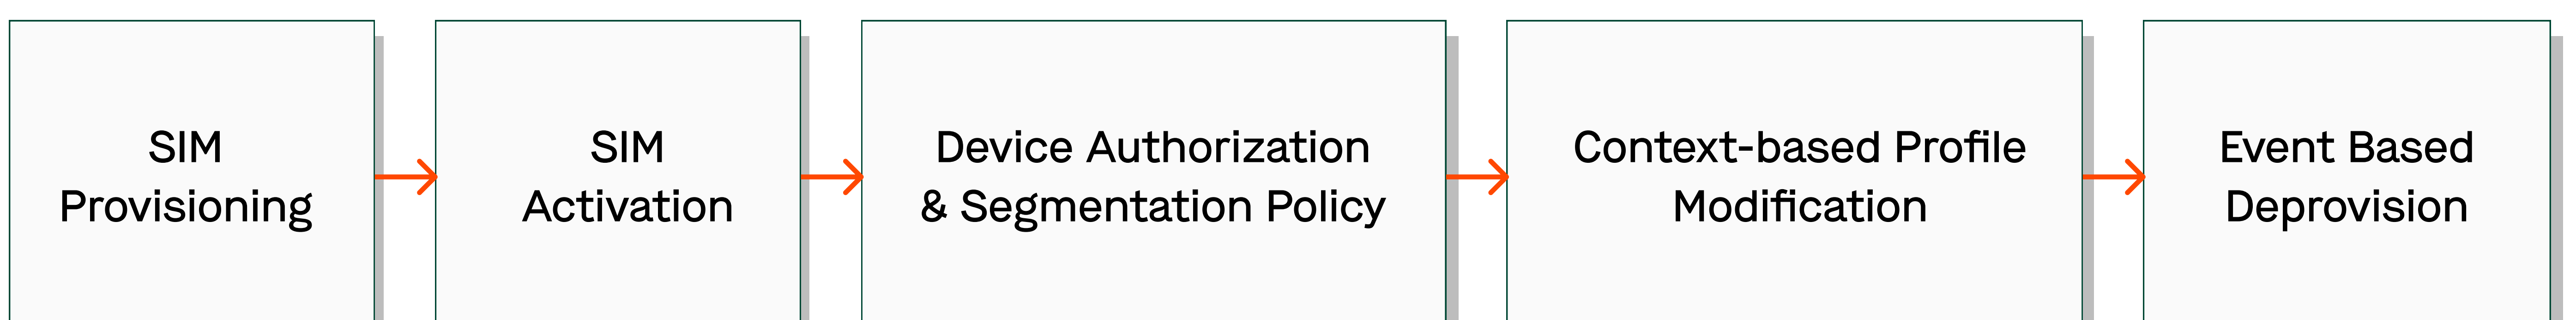 SIM
Provisioning
SIM
Activation
Device Authorization
& Segmentation Policy
Context-based Profile
Modification
Event Based
Deprovision